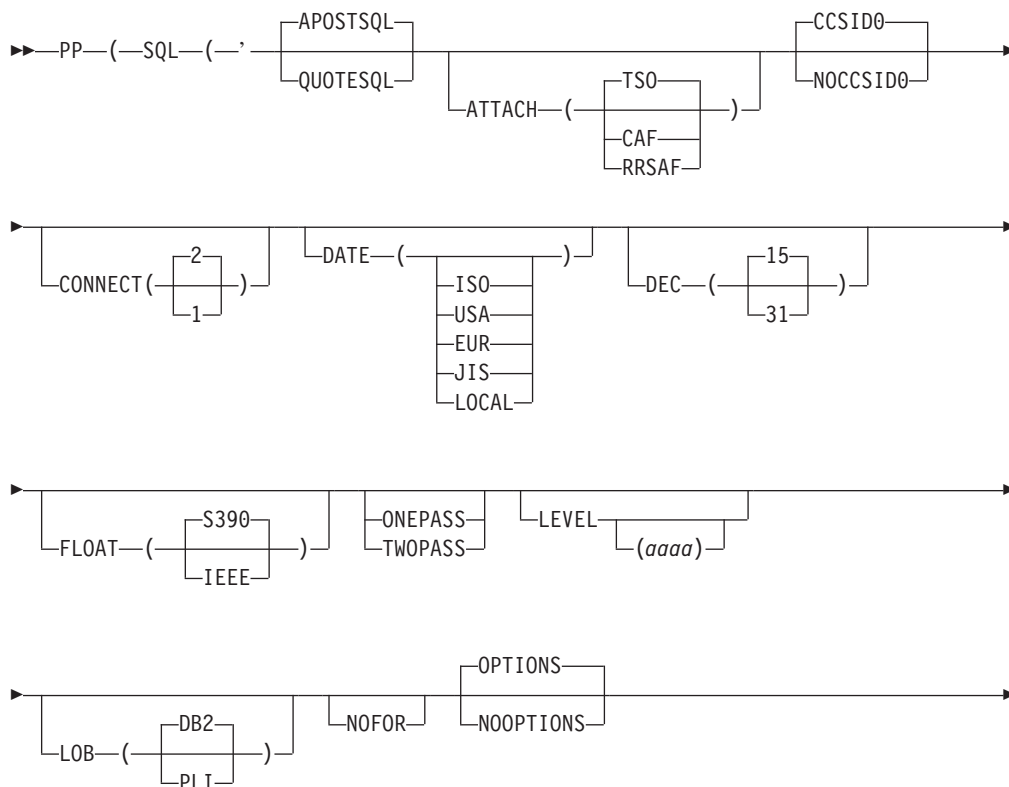 APOSTSQL CCSID0
PP ( SQL ( ’ QUOTESQL TSO NOCCSID0
ATTACH ( )
CAF
RRSAF
2 15
CONNECT( ) DATE ( ) DEC ( )
1 ISO 31
USA
EUR
JIS
LOCAL
S390 ONEPASS LEVEL
FLOAT ( ) TWOPASS (aaaa)
IEEE
OPTIONS
DB2 NOFOR NOOPTIONS
LOB ( )
PLI